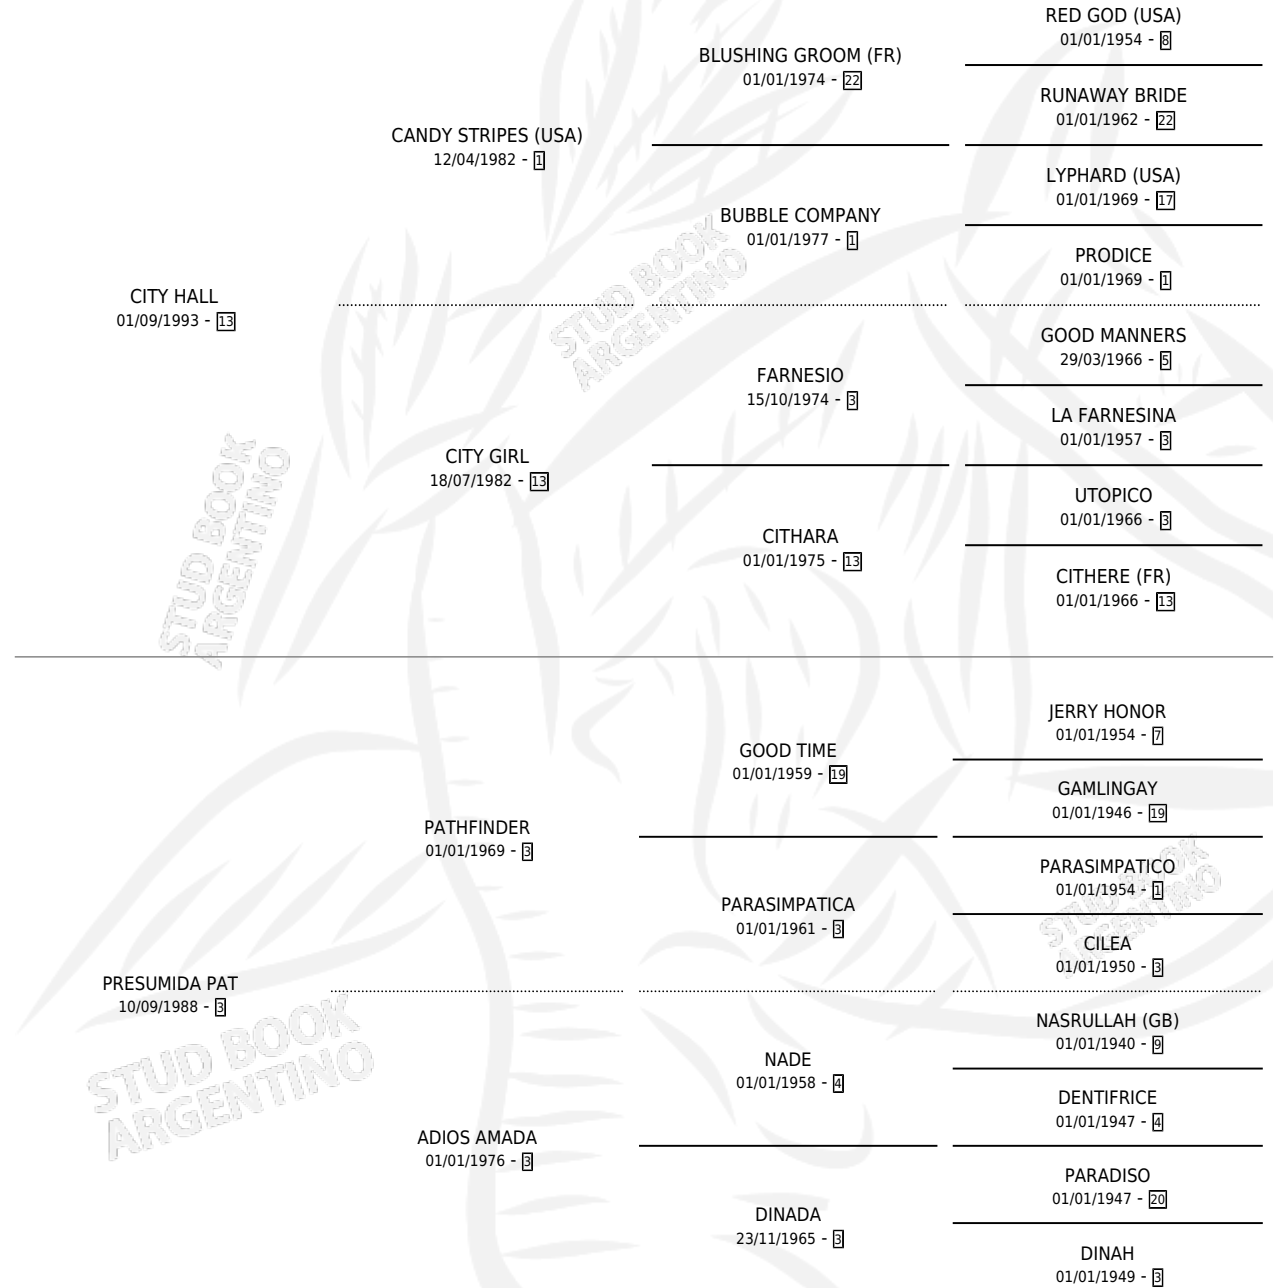 RED GOD (USA)
01/01/1954 - 8
BLUSHING GROOM (FR)
01/01/1974 - 22
RUNAWAY BRIDE
01/01/1962 - 22
CANDY STRIPES (USA)
12/04/1982 - 1
LYPHARD (USA)
01/01/1969 - 17
BUBBLE COMPANY
01/01/1977 - 1
PRODICE
01/01/1969 - 1
CITY HALL
01/09/1993 - 13
GOOD MANNERS
29/03/1966 - 5
FARNESIO
15/10/1974 - 3
LA FARNESINA
01/01/1957 - 3
CITY GIRL
18/07/1982 - 13
UTOPICO
01/01/1966 - 3
CITHARA
01/01/1975 - 13
CITHERE (FR)
01/01/1966 - 13
JERRY HONOR
01/01/1954 - 7
GOOD TIME
01/01/1959 - 19
GAMLINGAY
01/01/1946 - 19
PATHFINDER
01/01/1969 - 3
PARASIMPATICO
01/01/1954 - 1
PARASIMPATICA
01/01/1961 - 3
CILEA
01/01/1950 - 3
PRESUMIDA PAT
10/09/1988 - 3
NASRULLAH (GB)
01/01/1940 - 9
NADE
01/01/1958 - 4
DENTIFRICE
01/01/1947 - 4
ADIOS AMADA
01/01/1976 - 3
PARADISO
01/01/1947 - 20
DINADA
23/11/1965 - 3
DINAH
01/01/1949 - 3
STUD BOOK
ARGENTINO
STUD BOOK
ARGENTINO
STUD BOOK
ARGENTINO
STUD BOOK
ARGENTINO